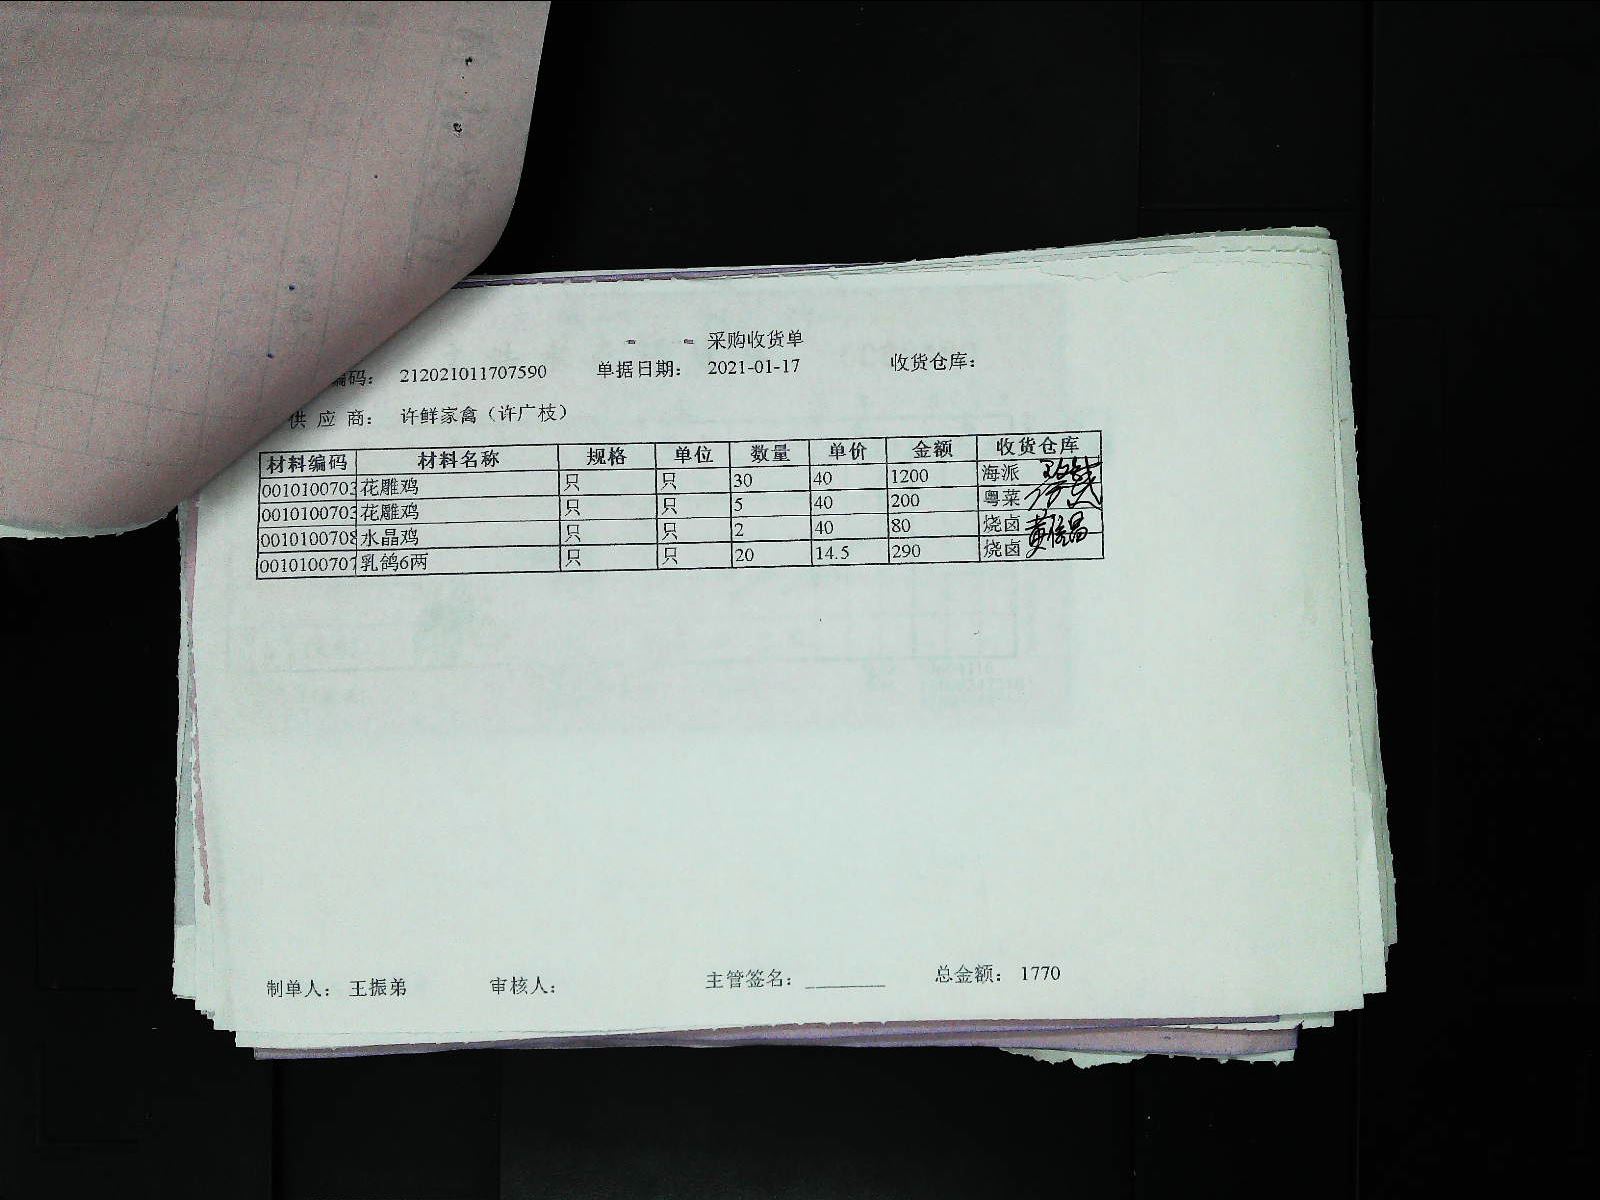 采购收货单
编码: 212021011707590 单据日期: 2021-01-17 收货仓库:
供应商: 许鲜家禽(许广枝)
材料编码 材料名称 规格 单位 数量 单价 金额 收货仓库
0010100703 花雕鸡 只 只 30 40 1200 海派
0010100703 花雕鸡 只 只 5 40 200 粤菜
0010100708 水晶鸡 只 只 2 40 80 烧卤
0010100707 乳鸽6两 只 只 20 14.5 290 烧卤
制单人: 王振弟 审核人: 主管签名: ________ 总金额: 1770